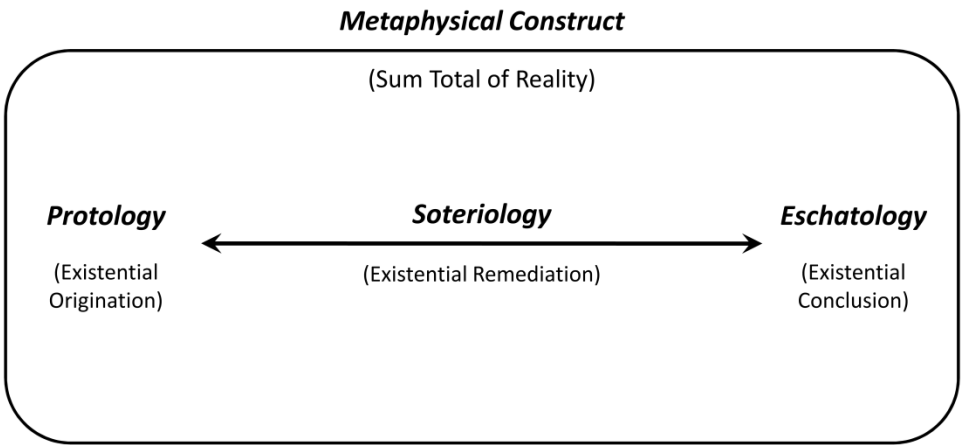 Metaphysical Construct
(Sum Total of Reality)
Protology
Soteriology
Eschatology
(Existential
Origination)
(Existential Remediation)
(Existential
Conclusion)